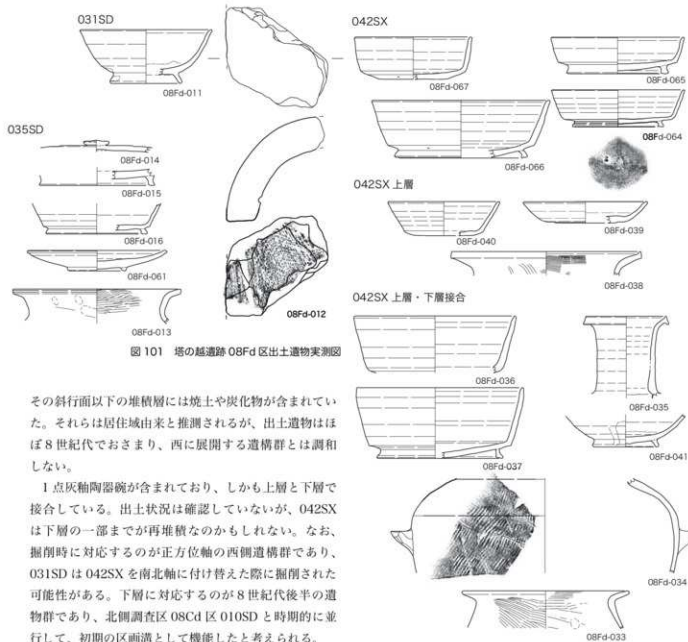 031SD
08Fd-011
035SD
08Fd-014
08Fd-015
08Fd-016
08Fd-061
08Fd-013
08Fd-012
図 101 塔の越遺跡 08Fd 区出土遺物実測図
その斜行面以下の堆積層には焼土や炭化物が含まれてい
た。それらは居住域由来と推測されるが、出土遺物はほ
ぼ 8 世紀代でおさまり、西に展開する遺構群とは調和
しない。
1 点灰釉陶器碗が含まれており、しかも上層と下層で
接合している。出土状況は確認していないが、042SX
は下層の一部までが再堆積なのかもしれない。なお、
掘削時に対応するのが正方位軸の西側遺構群であり、
031SD は 042SX を南北軸に付け替えた際に掘削された
可能性がある。下層に対応するのが 8 世紀代後半の遺
物群であり、北側調査区 08Cd 区 010SD と時期的に並
行して、初期の区画溝として機能したと考えられる。
042SX
08Fd-067
08Fd-065
08Fd-066
08Fd-064
042SX 上層
08Fd-040
08Fd-039
08Fd-038
042SX 上層・下層接合
08Fd-036
08Fd-035
08Fd-037
08Fd-041
08Fd-034
08Fd-033